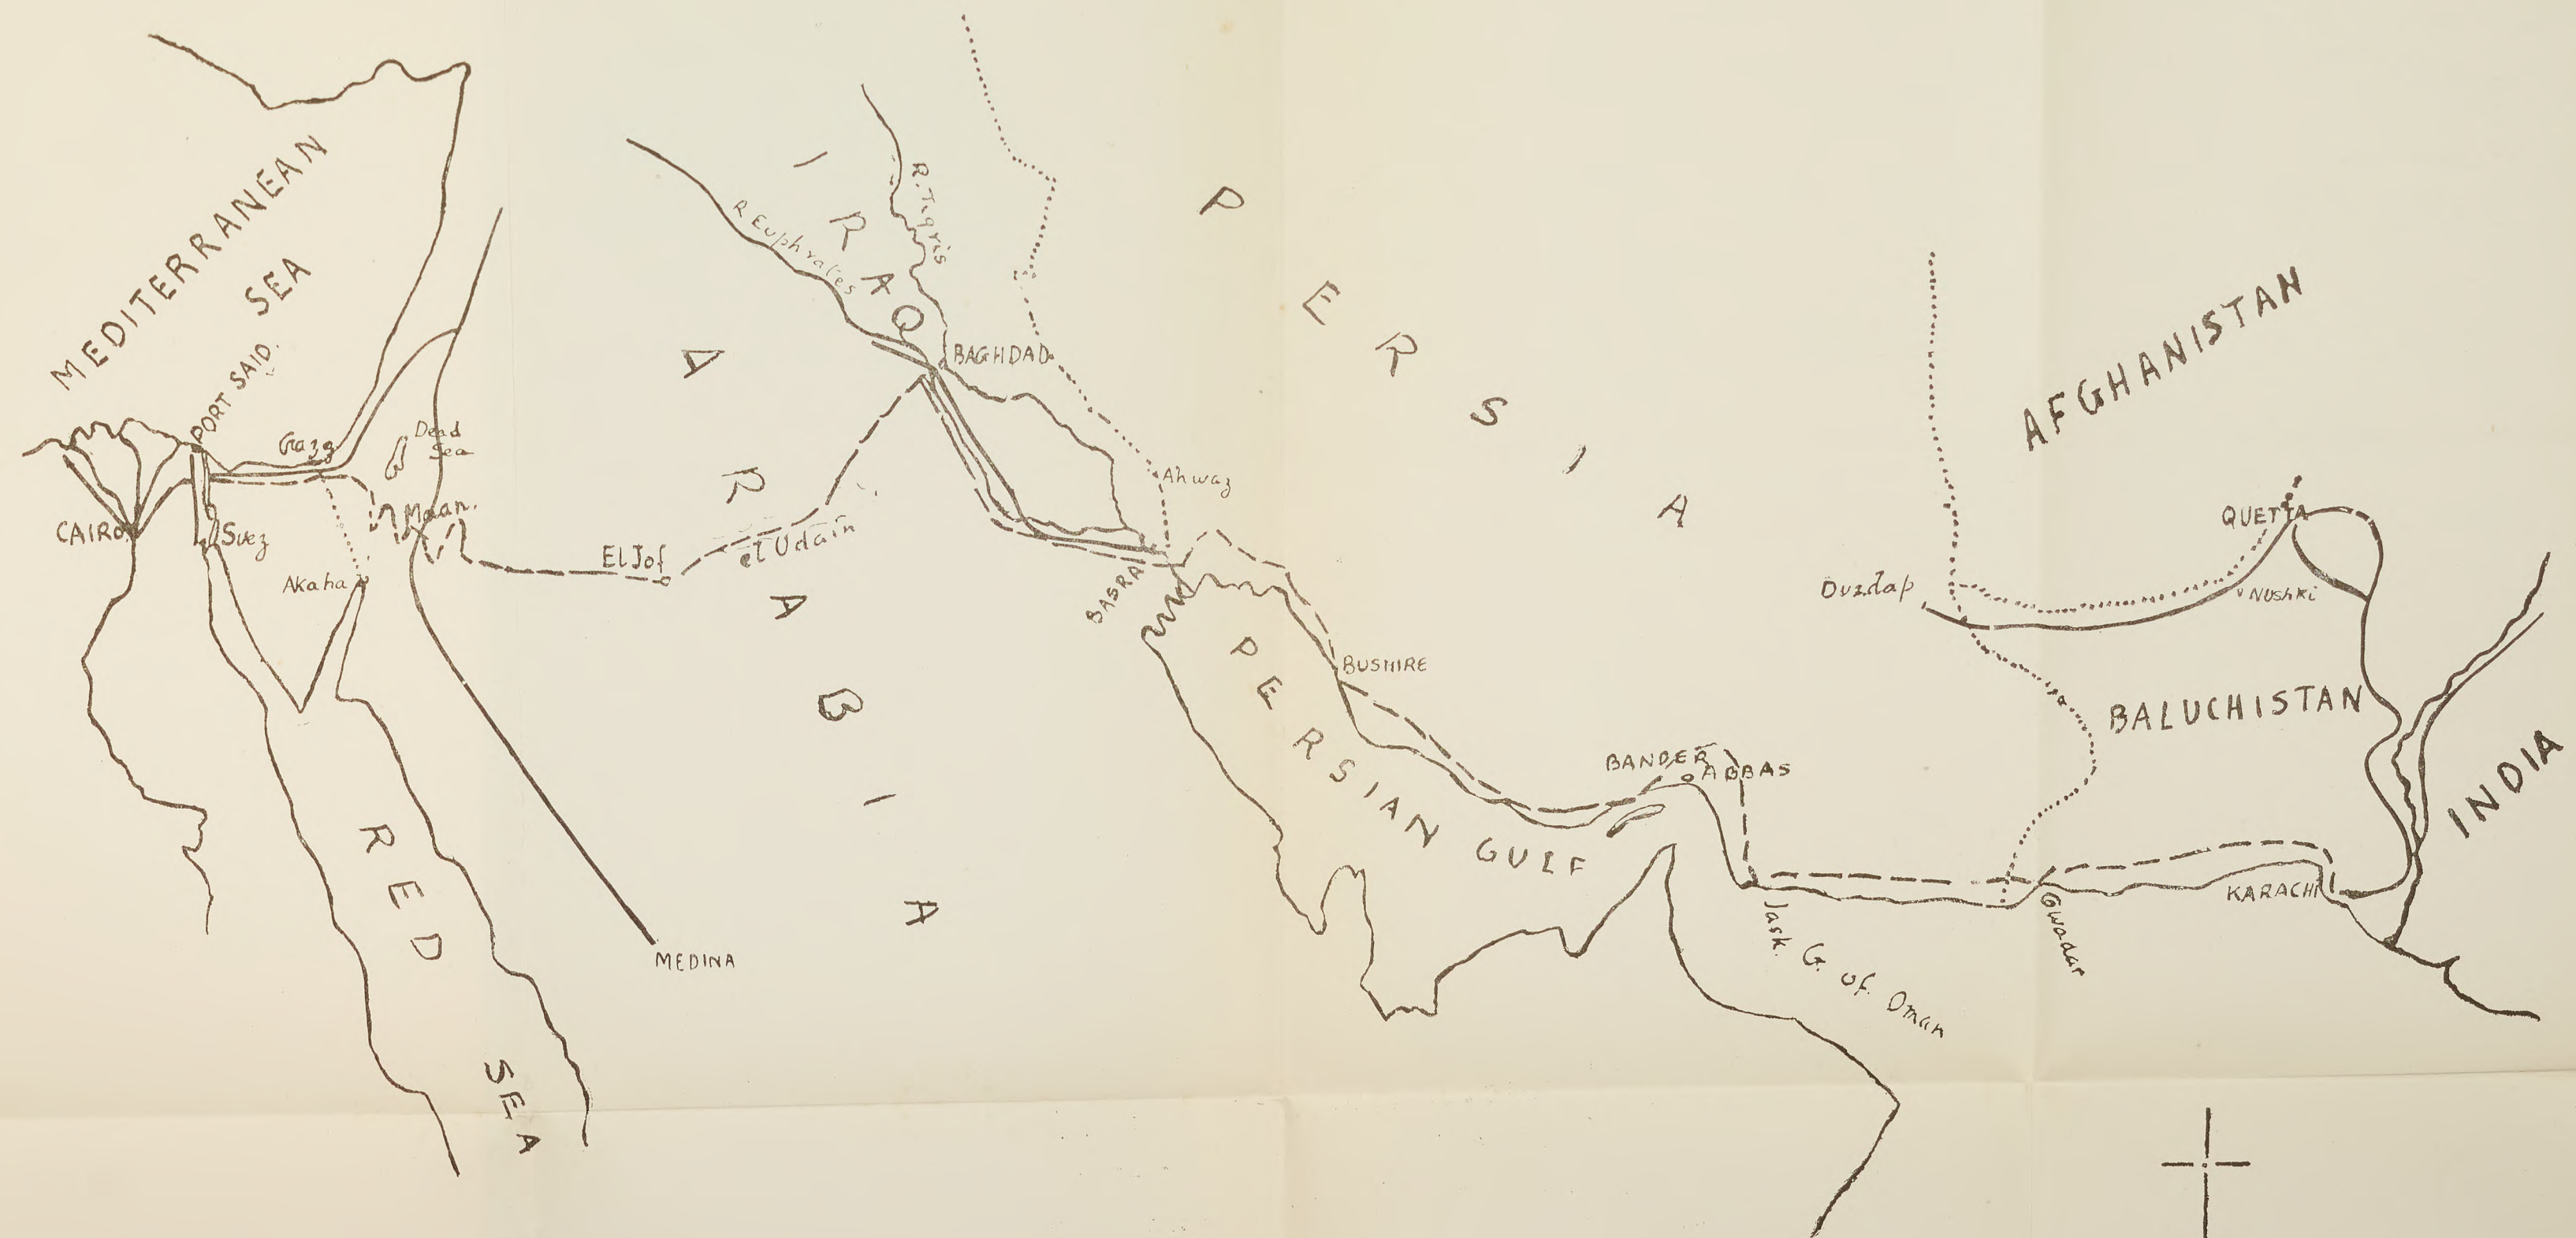 MEDITERRANEAN
SEA
PORT SAID.
Gaza
Dead
Sea
CAIRO
Suez
Maan.
Akaha
RED
SEA
MEDINA
El Jof
el Udain
ARABIA
IRAQ
R Euphrates
R. Tigris
BAGHDAD
Ahwaz
BASRA
PERSIA
PERSIAN GULF
BUSHIRE
BANDER
ABBAS
Jask.
G. of. Oman
Gwadar
KARACHI
Duzdap
Nushki
QUETTA
AFGHANISTAN
BALUCHISTAN
INDIA